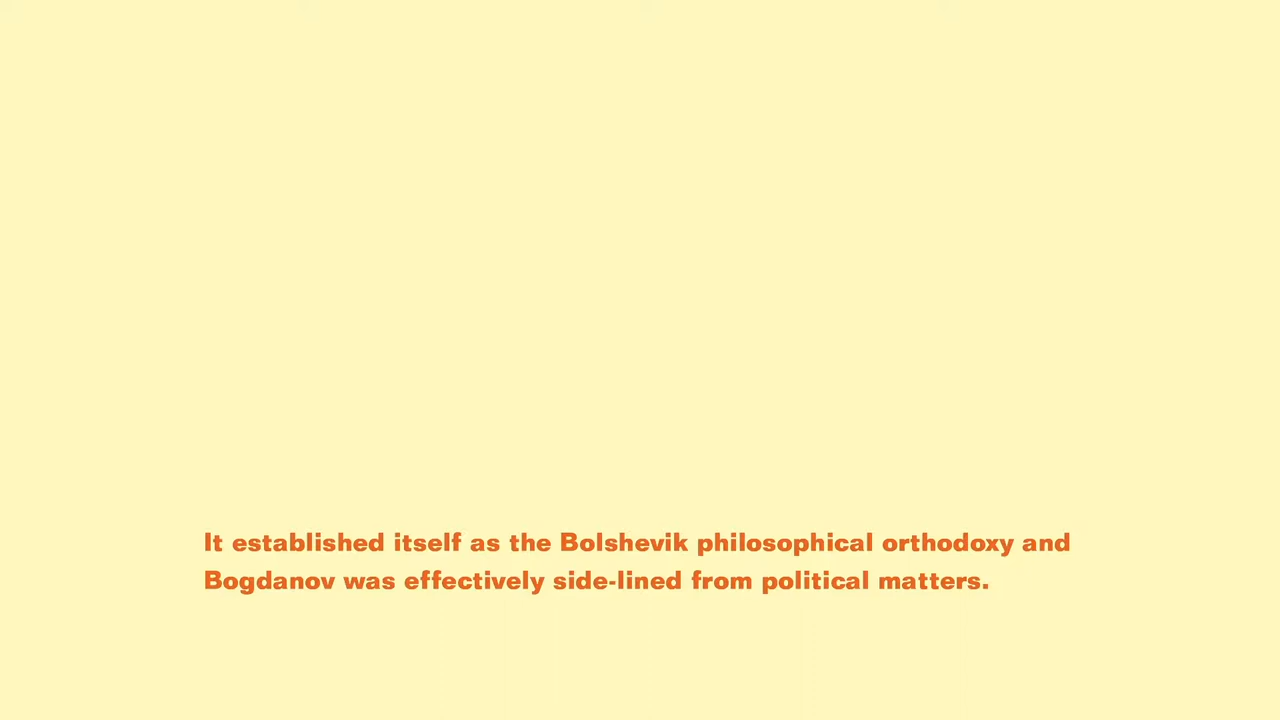 It established itself as the Bolshevik philosophical orthodoxy and
Bogdanov was effectively side-lined from political matters.